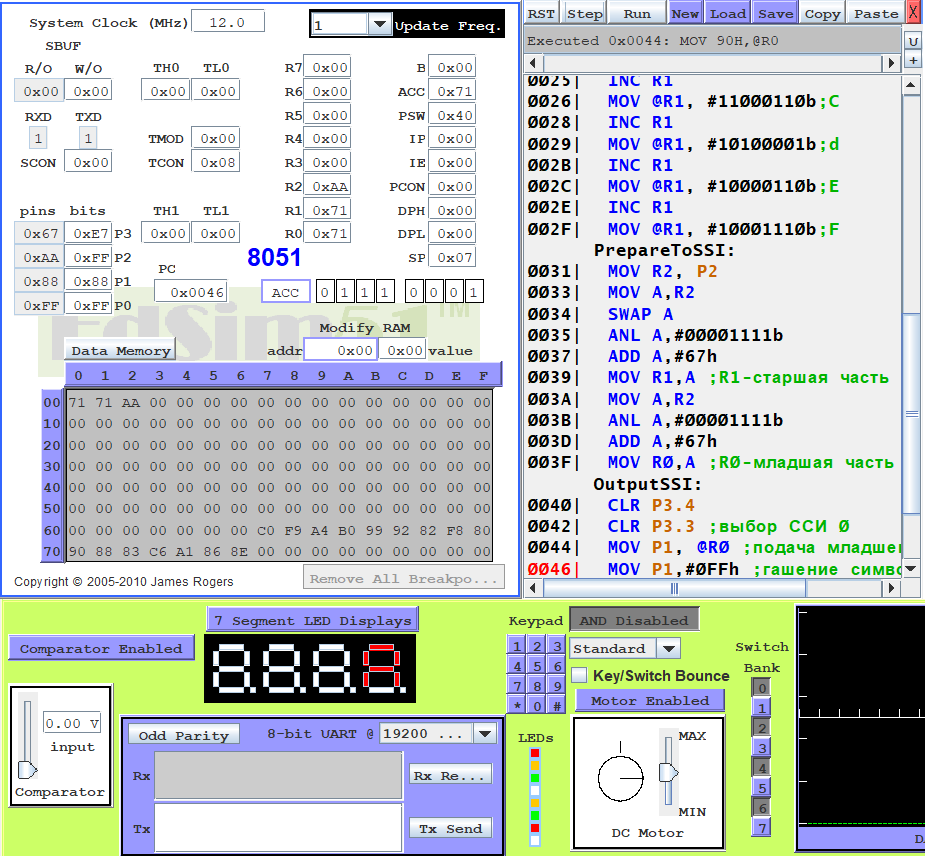 System Clock (MHz) 12.0
1 Update Freq.
SBUF
R/O W/O TH0 TL0 R7 0x00 B 0x00
0x00 0x00 0x00 0x00 R6 0x00 ACC 0x71
RXD TXD R5 0x00 PSW 0x40
1 1 TMOD 0x00 R4 0x00 IP 0x00
SCON 0x00 TCON 0x08 R3 0x00 IE 0x00
R2 0xAA PCON 0x00
pins bits TH1 TL1 R1 0x71 DPH 0x00
0x67 0xE7 P3 0x00 0x00 R0 0x71 DPL 0x00
0xAA 0xFF P2 8051 SP 0x07
0x88 0x88 P1 PC
0xFF 0xFF P0 0x0046 ACC 0 1 1 1 0 0 0 1
EdSim51™
Modify RAM
Data Memory addr 0x00 0x00 value
0 1 2 3 4 5 6 7 8 9 A B C D E F
00 71 71 AA 00 00 00 00 00 00 00 00 00 00 00 00 00
10 00 00 00 00 00 00 00 00 00 00 00 00 00 00 00 00
20 00 00 00 00 00 00 00 00 00 00 00 00 00 00 00 00
30 00 00 00 00 00 00 00 00 00 00 00 00 00 00 00 00
40 00 00 00 00 00 00 00 00 00 00 00 00 00 00 00 00
50 00 00 00 00 00 00 00 00 00 00 00 00 00 00 00 00
60 00 00 00 00 00 00 00 C0 F9 A4 B0 99 92 82 F8 80
70 90 88 83 C6 A1 86 8E 00 00 00 00 00 00 00 00 00
Copyright © 2005-2010 James Rogers Remove All Breakpo...
RST Step Run New Load Save Copy Paste X
Executed 0x0044: MOV 90H,@R0
U
+
0025| INC R1
0026| MOV @R1, #11000110b;C
0028| INC R1
0029| MOV @R1, #10100001b;d
002B| INC R1
002C| MOV @R1, #10000110b;E
002E| INC R1
002F| MOV @R1, #10001110b;F
PrepareToSSI:
0031| MOV R2, P2
0033| MOV A,R2
0034| SWAP A
0035| ANL A,#00001111b
0037| ADD A,#67h
0039| MOV R1,A ;R1-старшая часть
003A| MOV A,R2
003B| ANL A,#00001111b
003D| ADD A,#67h
003F| MOV R0,A ;R0-младшая часть
OutputSSI:
0040| CLR P3.4
0042| CLR P3.3 ;выбор ССИ 0
0044| MOV P1, @R0 ;подача младшей
0046| MOV P1,#0FFh ;гашение симво
7 Segment LED Displays
Comparator Enabled
8.8.8.8.
0.00 V
input
Comparator
Odd Parity 8-bit UART @ 19200 ...
Rx Rx Re...
Tx Tx Send
Keypad AND Disabled
1 2 3 Standard
4 5 6
7 8 9 Key/Switch Bounce
* 0 # Motor Enabled
LEDs MAX
MIN
DC Motor
Switch
Bank
0
1
2
3
4
5
6
7